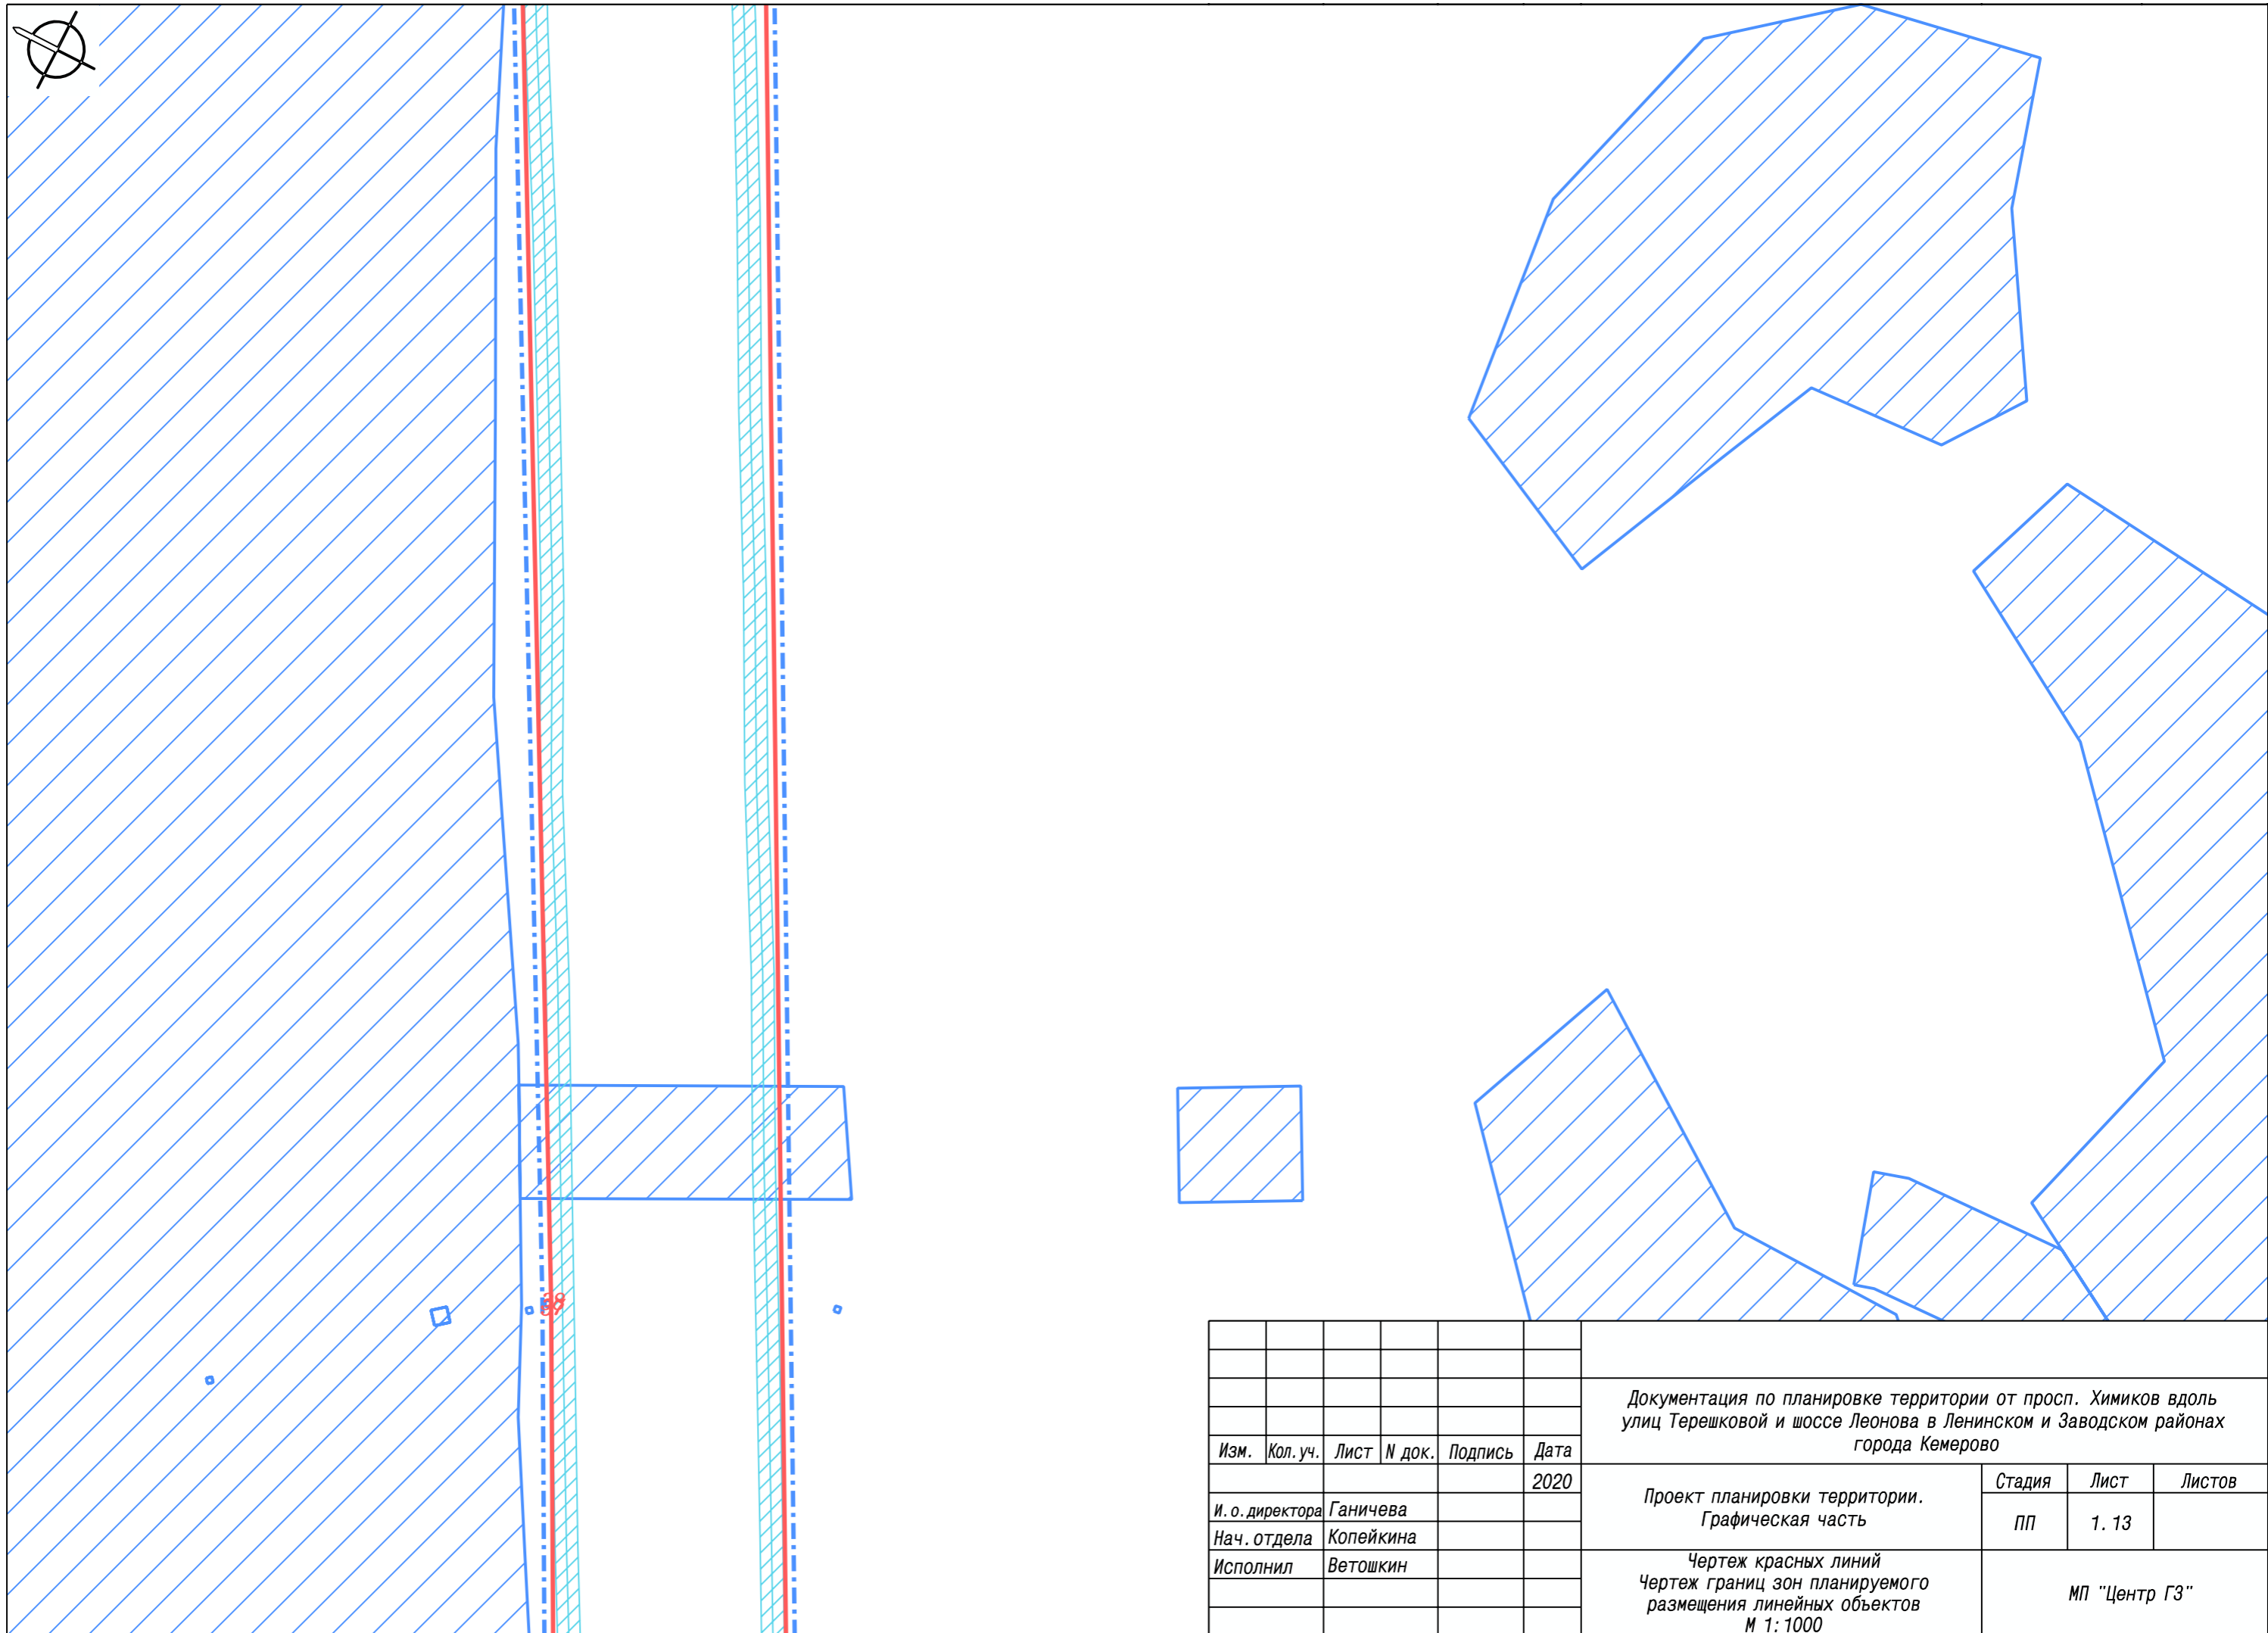 Документация по планировке территории от просп. Химиков вдоль
улиц Терешковой и шоссе Леонова в Ленинском и Заводском районах
города Кемерово
Изм. Кол.уч. Лист N док. Подпись Дата
2020
И.о.директора Ганичева
Нач.отдела Копейкина
Исполнил Ветошкин
Проект планировки территории.
Графическая часть
Стадия Лист Листов
ПП 1.13
Чертеж красных линий
Чертеж границ зон планируемого
размещения линейных объектов
М 1:1000
МП "Центр ГЗ"